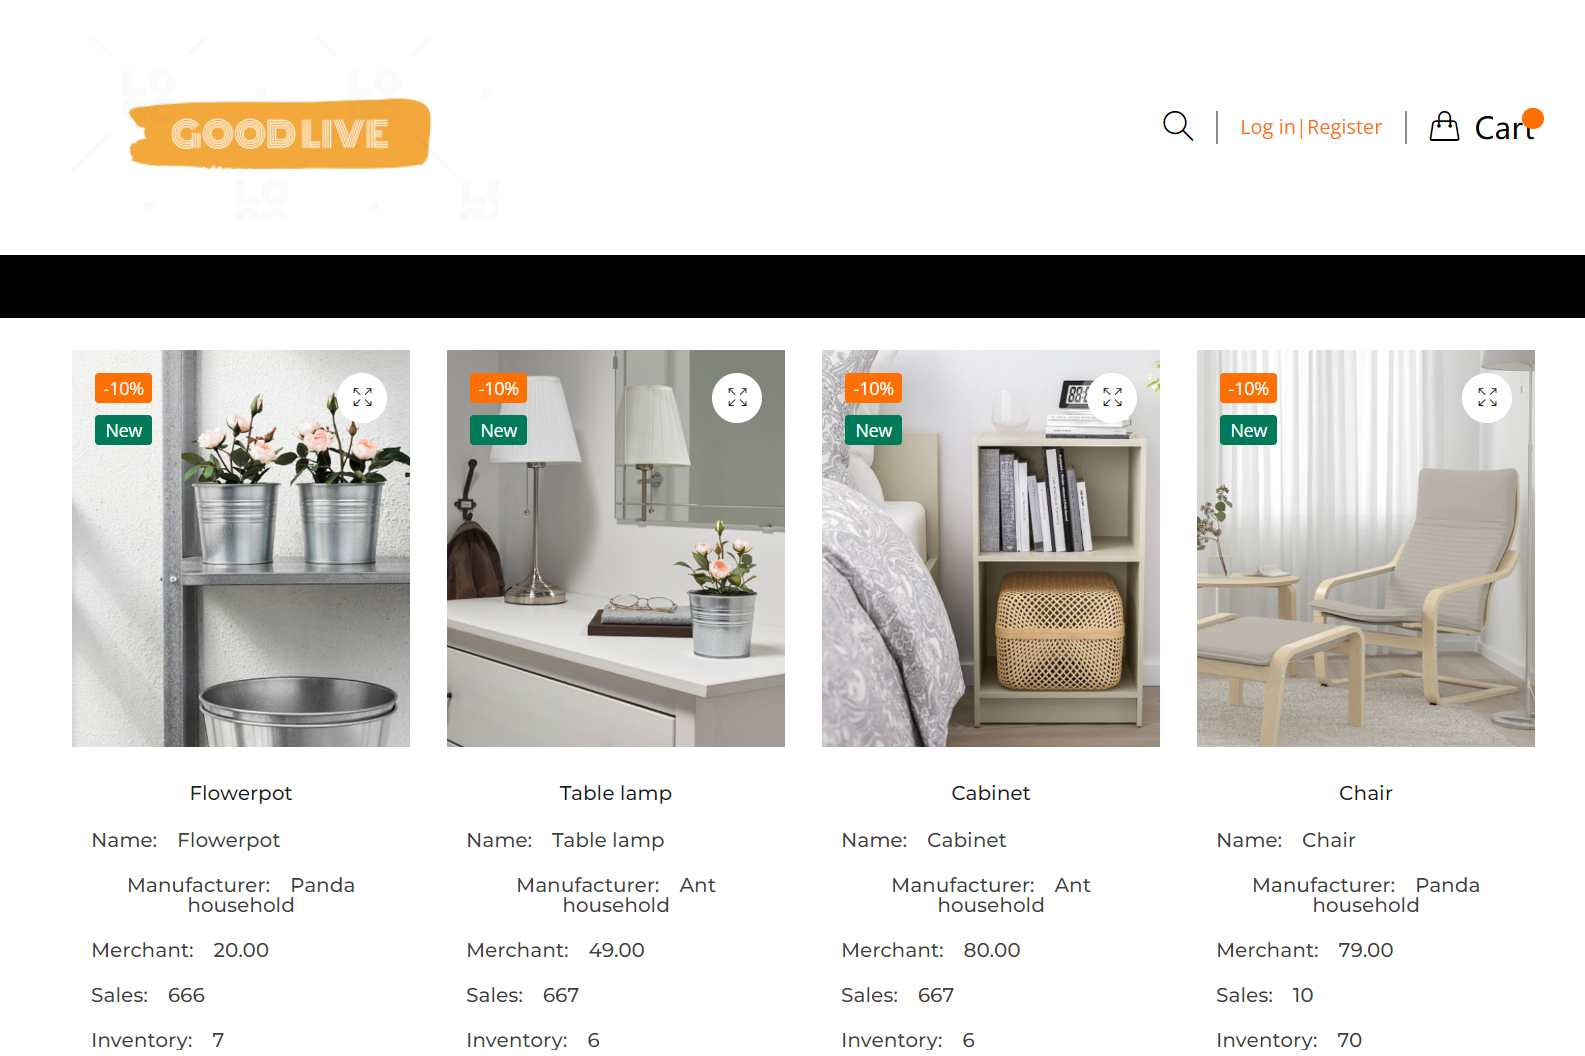 GOOD LIVE
Log in|Register
Cart
-10%
New
-10%
New
-10%
New
-10%
New
Flowerpot
Name: Flowerpot
Manufacturer: Panda
household
Merchant: 20.00
Sales: 666
Inventory: 7
Table lamp
Name: Table lamp
Manufacturer: Ant
household
Merchant: 49.00
Sales: 667
Inventory: 6
Cabinet
Name: Cabinet
Manufacturer: Ant
household
Merchant: 80.00
Sales: 667
Inventory: 6
Chair
Name: Chair
Manufacturer: Panda
household
Merchant: 79.00
Sales: 10
Inventory: 70